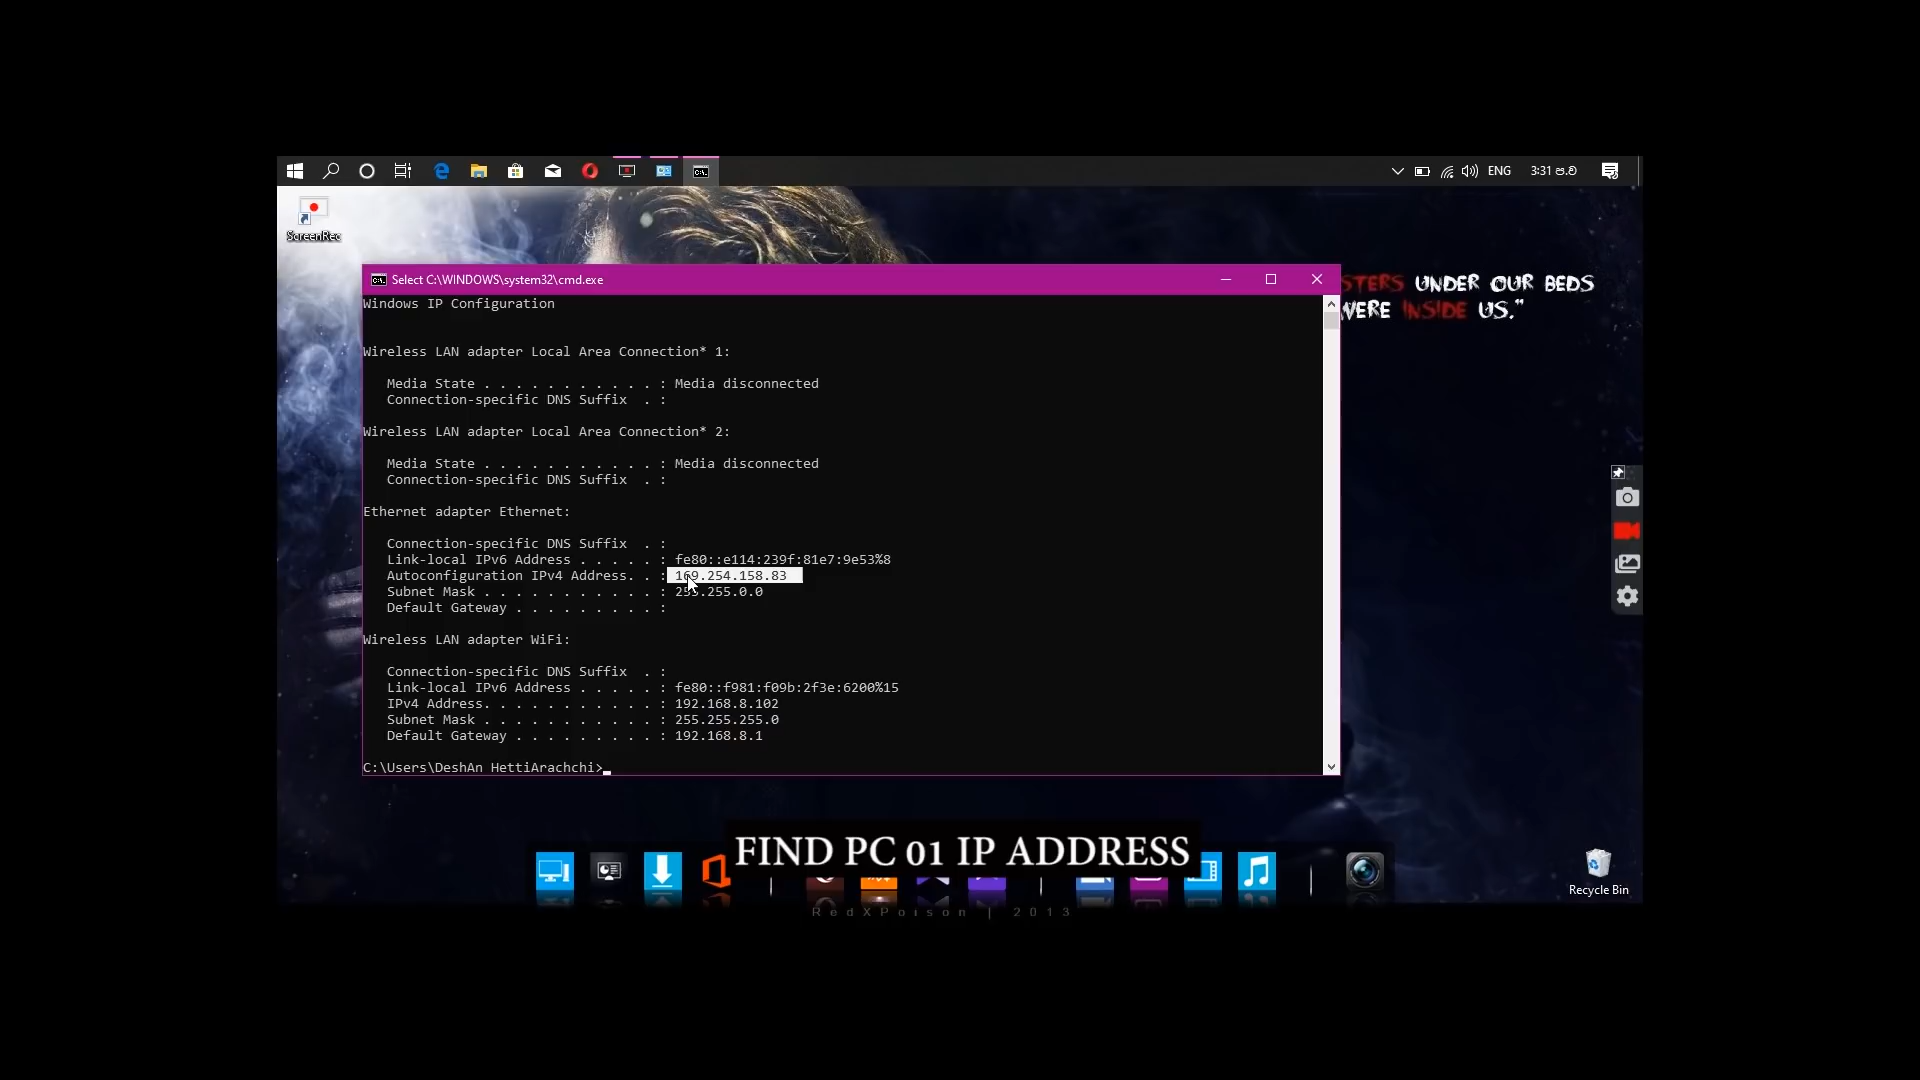 ENG
3:31 ප.ව
ScreenRec
Select C:\WINDOWS\system32\cmd.exe
STERS UNDER OUR BEDS
WERE INSIDE US."
Windows IP Configuration
Wireless LAN adapter Local Area Connection* 1:
Media State . . . . . . . . . . . : Media disconnected
Connection-specific DNS Suffix  . :
Wireless LAN adapter Local Area Connection* 2:
Media State . . . . . . . . . . . : Media disconnected
Connection-specific DNS Suffix  . :
Ethernet adapter Ethernet:
Connection-specific DNS Suffix  . :
Link-local IPv6 Address . . . . . : fe80::e114:239f:81e7:9e53%8
Autoconfiguration IPv4 Address. . : 169.254.158.83
Subnet Mask . . . . . . . . . . . : 255.255.0.0
Default Gateway . . . . . . . . . :
Wireless LAN adapter WiFi:
Connection-specific DNS Suffix  . :
Link-local IPv6 Address . . . . . : fe80::f981:f09b:2f3e:6200%15
IPv4 Address. . . . . . . . . . . : 192.168.8.102
Subnet Mask . . . . . . . . . . . : 255.255.255.0
Default Gateway . . . . . . . . . : 192.168.8.1
C:\Users\DeshAn HettiArachchi>
FIND PC 01 IP ADDRESS
Recycle Bin
RedXPoison | 2013